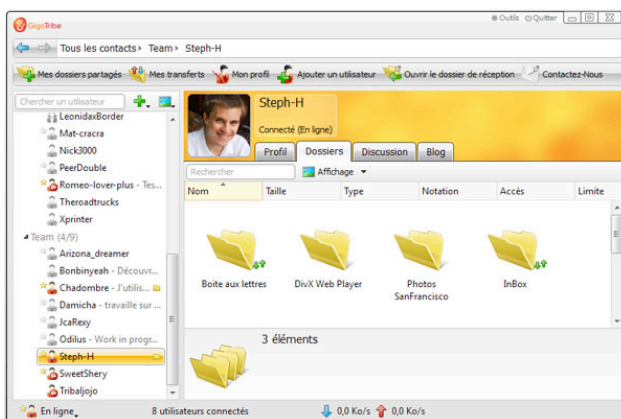 GigaTribe
Outils Quitter
Tous les contacts Team Steph-H
Mes dossiers partagés Mes transferts Mon profil Ajouter un utilisateur Ouvrir le dossier de réception Contactez-Nous
Chercher un utilisateur
LeonidaxBorder
Mat-cracra
Nick3000
PeerDouble
Romeo-lover-plus - Tes...
Theroadtrucks
Xprinter
Team (4/9)
Arizona_dreamer
Bonbinyeah - Découvr...
Chadombe - J'utilis...
Damicha - travaille sur ...
JcaRexy
Odilus - Work in progr...
Steph-H
SweetShery
Tribaljojo
Steph-H
Connecté (En ligne)
Profil Dossiers Discussion Blog
Rechercher Affichage
Nom Taille Type Notation Accès Limite
Boite aux lettres DivX Web Player Photos SanFrancisco InBox
3 éléments
En ligne 8 utilisateurs connectés 0,0 Ko/s 0,0 Ko/s